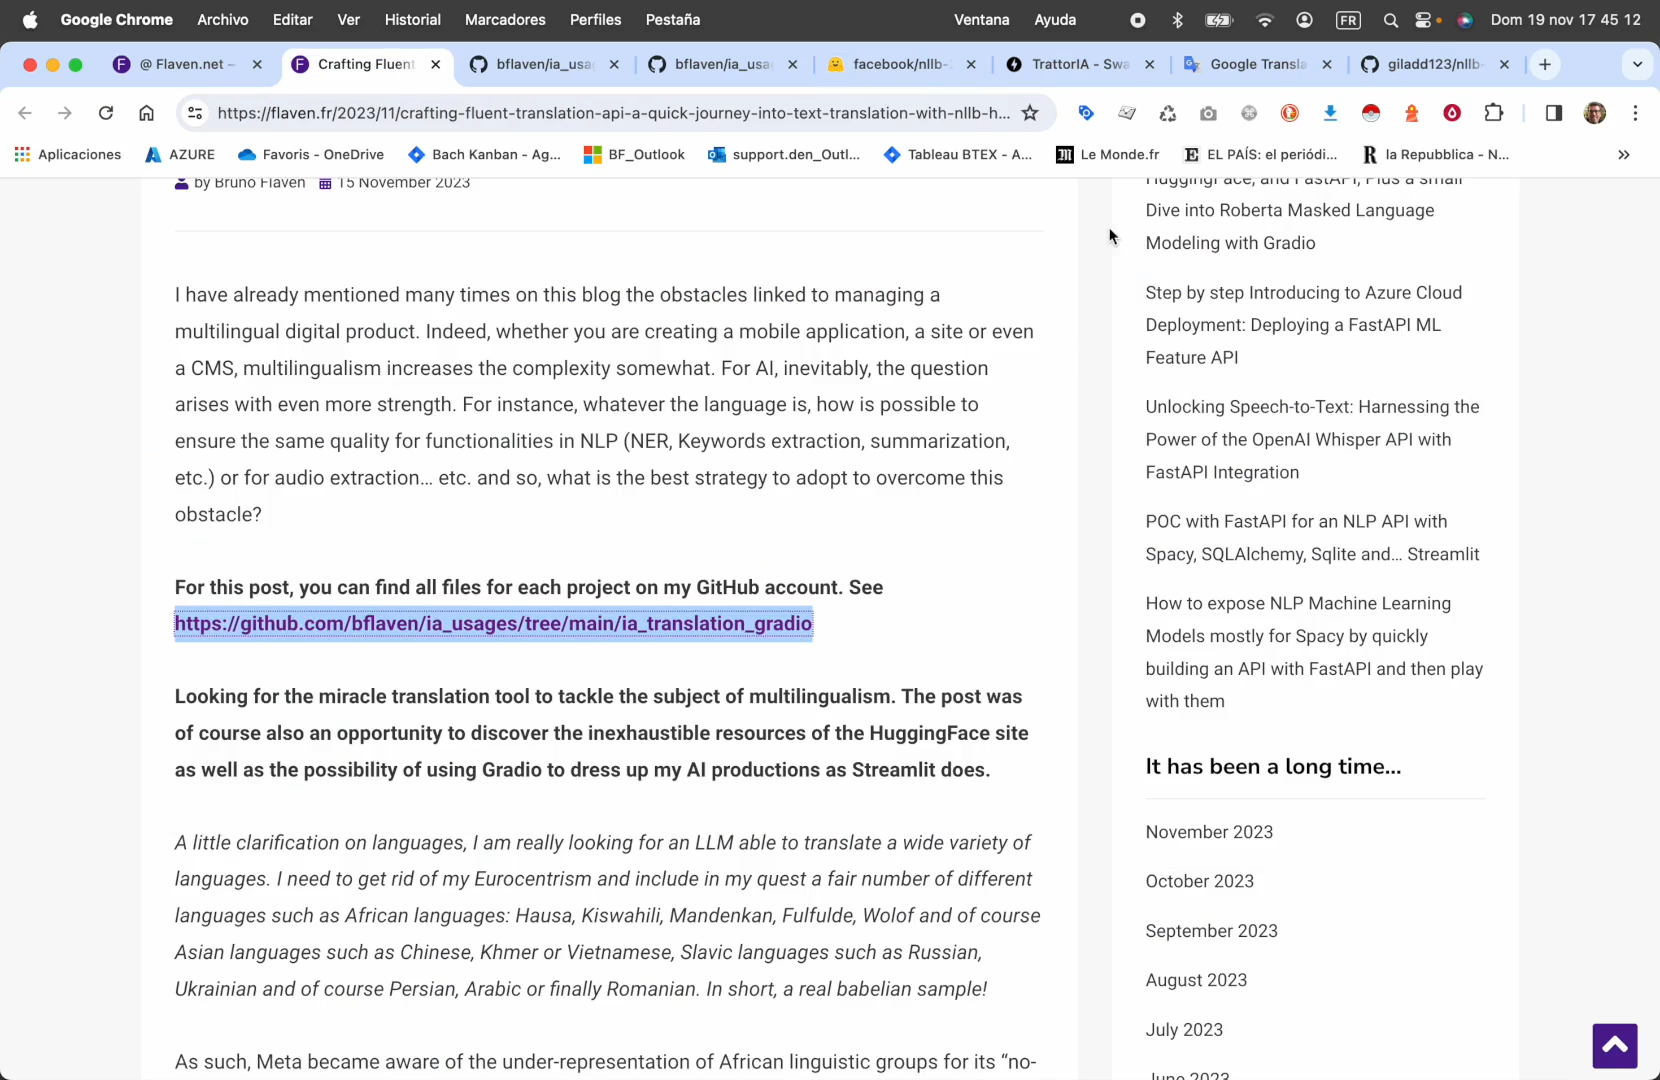 Google Chrome Archivo Editar Ver Historial Marcadores Perfiles Pestaña Ventana Ayuda FR Dom 19 nov 17 45 12
@ Flaven.net – Crafting Fluent bflaven/ia_usa bflaven/ia_usa facebook/nllb- TrattorIA - Swa Google Transla giladd123/nllb-
https://flaven.fr/2023/11/crafting-fluent-translation-api-a-quick-journey-into-text-translation-with-nllb-h...
Aplicaciones AZURE Favoris - OneDrive Bach Kanban - Ag... BF_Outlook support.den_Outl... Tableau BTEX - A... Le Monde.fr EL PAÍS: el periódi... la Repubblica - N... »
by Bruno Flaven 15 November 2023
I have already mentioned many times on this blog the obstacles linked to managing a
multilingual digital product. Indeed, whether you are creating a mobile application, a site or even
a CMS, multilingualism increases the complexity somewhat. For AI, inevitably, the question
arises with even more strength. For instance, whatever the language is, how is possible to
ensure the same quality for functionalities in NLP (NER, Keywords extraction, summarization,
etc.) or for audio extraction… etc. and so, what is the best strategy to adopt to overcome this
obstacle?
For this post, you can find all files for each project on my GitHub account. See
https://github.com/bflaven/ia_usages/tree/main/ia_translation_gradio
Looking for the miracle translation tool to tackle the subject of multilingualism. The post was
of course also an opportunity to discover the inexhaustible resources of the HuggingFace site
as well as the possibility of using Gradio to dress up my AI productions as Streamlit does.
A little clarification on languages, I am really looking for an LLM able to translate a wide variety of
languages. I need to get rid of my Eurocentrism and include in my quest a fair number of different
languages such as African languages: Hausa, Kiswahili, Mandenkan, Fulfulde, Wolof and of course
Asian languages such as Chinese, Khmer or Vietnamese, Slavic languages such as Russian,
Ukrainian and of course Persian, Arabic or finally Romanian. In short, a real babelian sample!
As such, Meta became aware of the under-representation of African linguistic groups for its “no-
HuggingFace, and FastAPI, Plus a small
Dive into Roberta Masked Language
Modeling with Gradio
Step by step Introducing to Azure Cloud
Deployment: Deploying a FastAPI ML
Feature API
Unlocking Speech-to-Text: Harnessing the
Power of the OpenAI Whisper API with
FastAPI Integration
POC with FastAPI for an NLP API with
Spacy, SQLAlchemy, Sqlite and… Streamlit
How to expose NLP Machine Learning
Models mostly for Spacy by quickly
building an API with FastAPI and then play
with them
It has been a long time…
November 2023
October 2023
September 2023
August 2023
July 2023
June 2023